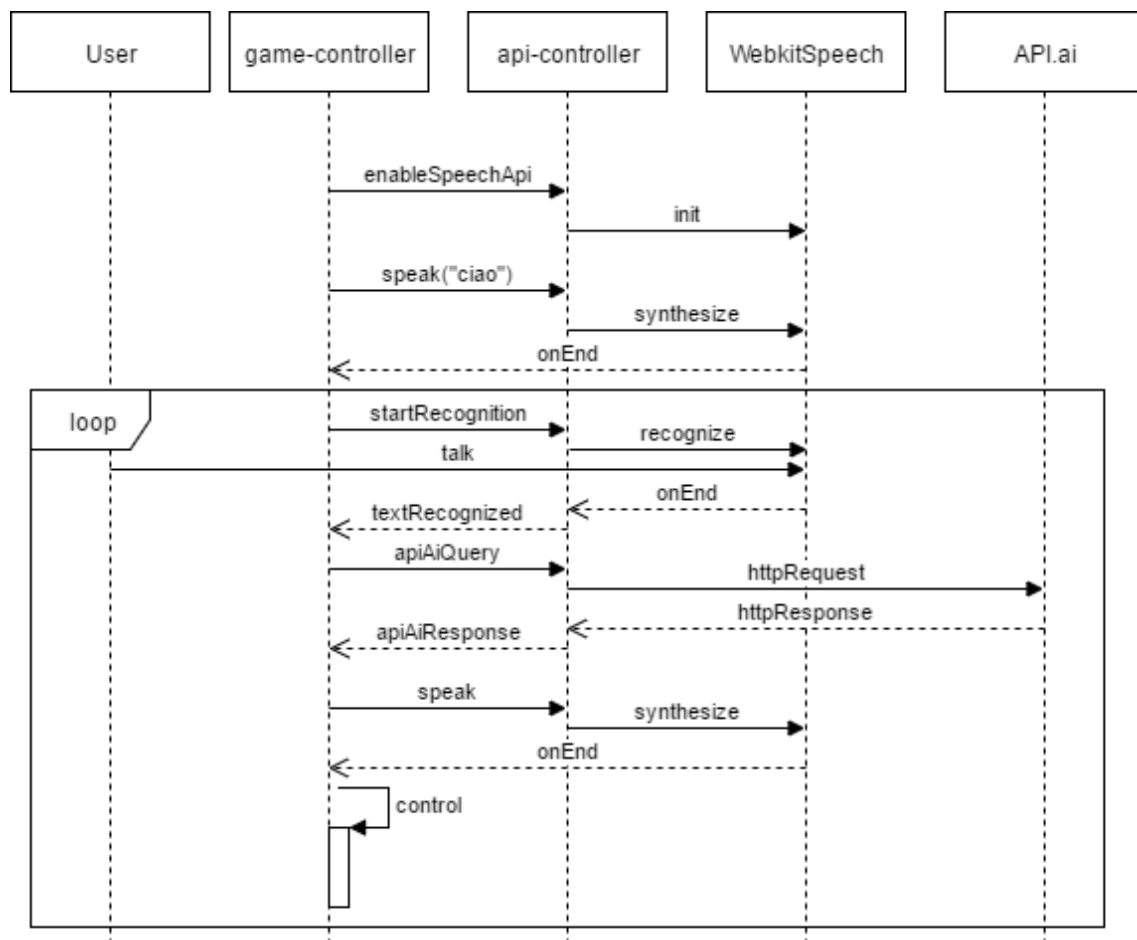 User
game-controller
api-controller
WebkitSpeech
API.ai
enableSpeechApi
init
speak("ciao")
synthesize
onEnd
loop
startRecognition
recognize
talk
onEnd
textRecognized
apiAiQuery
httpRequest
httpResponse
apiAiResponse
speak
synthesize
onEnd
control